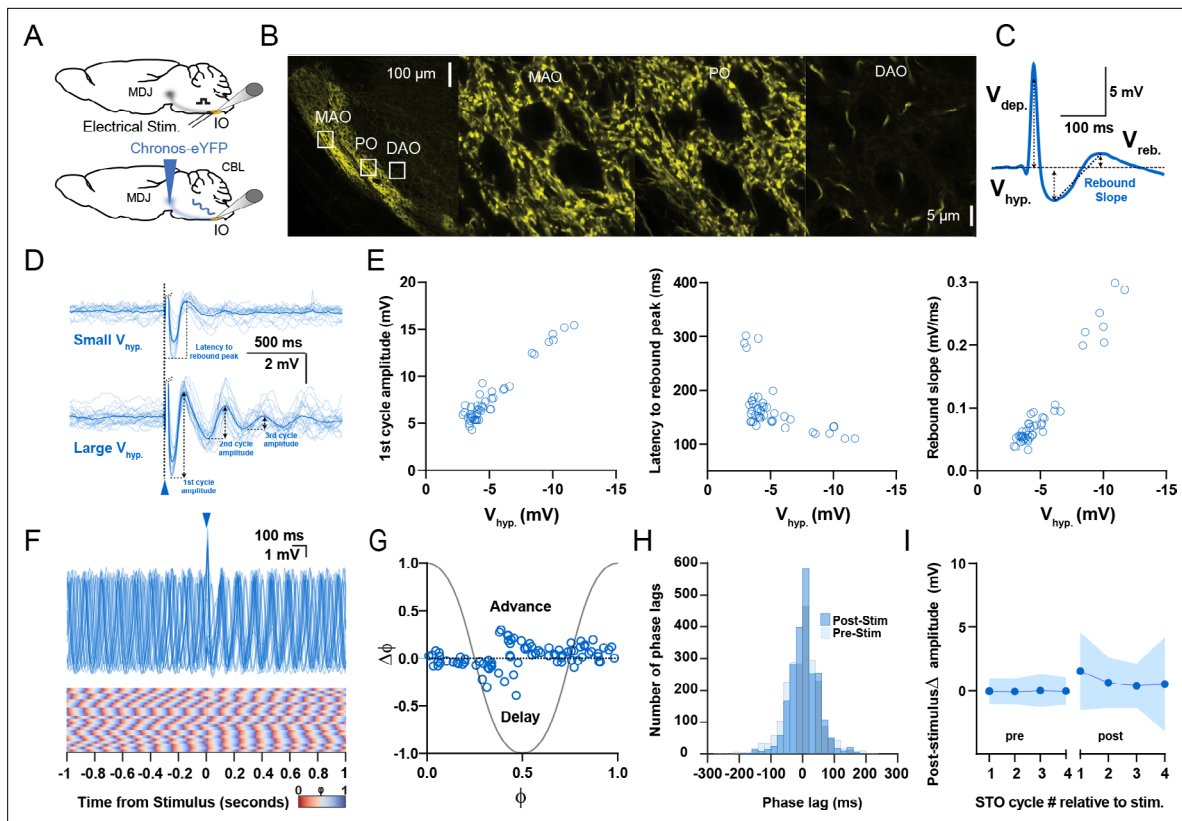 A
MDJ
Electrical Stim.
IO
Chronos-eYFP
CBL
MDJ
IO
B
100 µm
MAO
PO
DAO
MAO
PO
DAO
5 µm
C
Vdep.
5 mV
100 ms
Vreb.
Vhyp.
Rebound
Slope
D
Small Vhyp.
Latency to
rebound peak
500 ms
2 mV
Large Vhyp.
2nd cycle
amplitude
3rd cycle
amplitude
1st cycle
amplitude
E
1st cycle amplitude (mV)
20
15
10
5
0
0
-5
-10
-15
Vhyp. (mV)
Latency to rebound peak (ms)
400
300
200
100
0
-5
-10
-15
Vhyp. (mV)
Rebound slope (mV/ms)
0.3
0.2
0.1
0.0
0
-5
-10
-15
Vhyp. (mV)
F
100 ms
1 mV
-1 -0.8 -0.6 -0.4 -0.2 0 0.2 0.4 0.6 0.8 1
Time from Stimulus (seconds)
0 φ 1
G
Δϕ
1.0
0.5
0.0
-0.5
-1.0
Advance
Delay
0.0 0.5 1.0
ϕ
H
Number of phase lags
600
500
400
300
200
100
0
Post-Stim
Pre-Stim
-300 -200 -100 0 100 200 300
Phase lag (ms)
I
Post-stimulus Δ amplitude (mV)
10
5
0
pre
post
1 2 3 4 1 2 3 4
STO cycle # relative to stim.